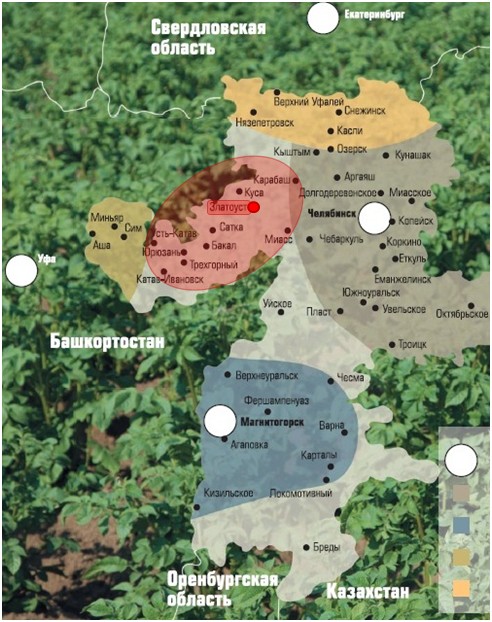 Свердловская
область
Екатеринбург
Верхний Уфалей
Снежинск
Нязепетровск
Касли
Кыштым
Озерск
Кунашак
Карабаш
Аргаяш
Куса
Долгодеревенское
Миасское
Златоуст
Челябинск
Копейск
Миньяр
Сим
Аша
Усть-Катав
Сатка
Миасс
Чебаркуль
Коркино
Юрюзань
Бакал
Еткуль
Уфа
Трехгорный
Катав-Ивановск
Еманжелинск
Южноуральск
Уйское
Пласт
Увельское
Октябрьское
Башкортостан
Троицк
Верхнеуральск
Чесма
Фершампенуаз
Магнитогорск
Варна
Агаповка
Карталы
Кизильское
Локомотивный
Бреды
Оренбургская
область
Казахстан